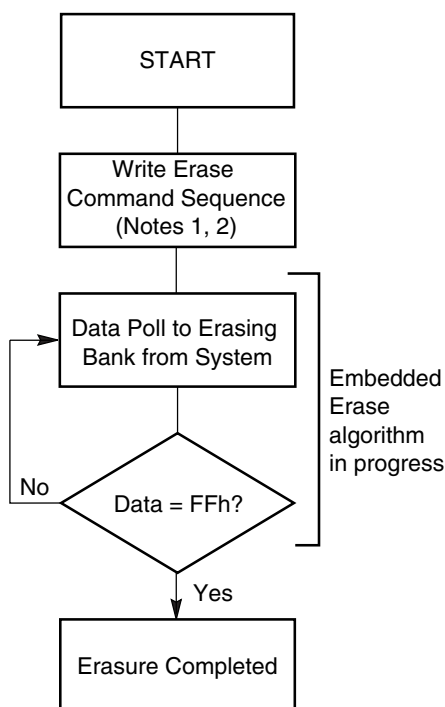 START
Write Erase
Command Sequence
(Notes 1, 2)
Data Poll to Erasing
Bank from System
Embedded
Erase
algorithm
in progress
No
Data = FFh?
Yes
Erasure Completed